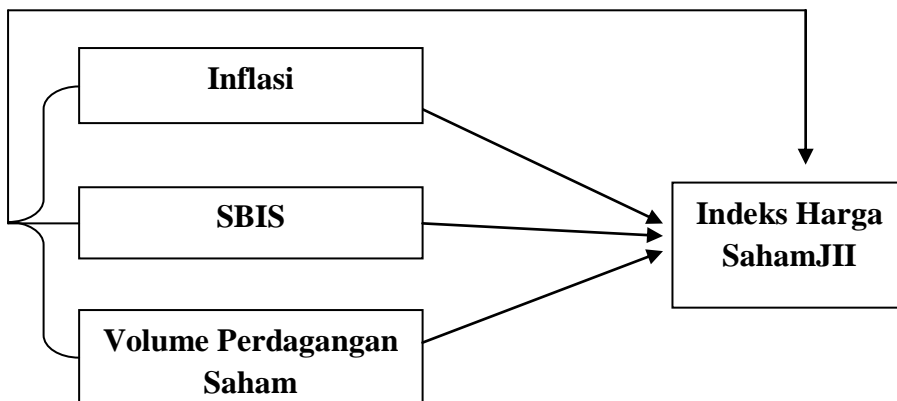 Inflasi
SBIS
Indeks Harga
SahamJII
Volume Perdagangan
Saham